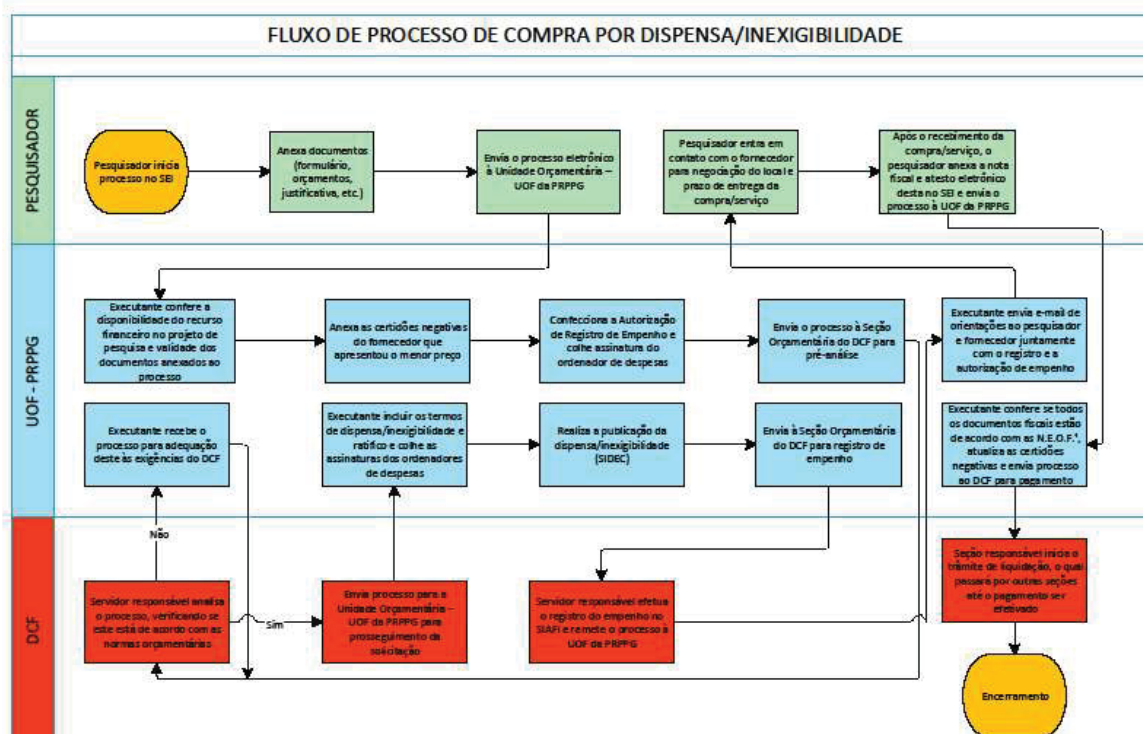 FLUXO DE PROCESSO DE COMPRA POR DISPENSA/INEXIGIBILIDADE
PESQUISADOR
Pesquisador inicia
processo no SEI
Anexa documentos
(formulário,
orçamentos,
justificativa, etc.)
Envia o processo eletrônico
à Unidade Orçamentária –
UOF da PRPPG
Pesquisador entra em
contato com o fornecedor
para negociação do local e
prazo de entrega da
compra/serviço
Após o recebimento da
compra/serviço, o
pesquisador anexa a nota
fiscal e atesto eletrônico
desta no SEI e envia o
processo à UOF da PRPPG
UOF - PRPPG
Executante confere a
disponibilidade do recurso
financeiro no projeto de
pesquisa e validade dos
documentos anexados ao
processo
Anexa as certidões negativas
do fornecedor que
apresentou o menor preço
Confecciona a Autorização
de Registro de Empenho e
colhe assinatura do
ordenador de despesas
Envia o processo à Seção
Orçamentária do DCF para
pré-análise
Executante envia e-mail de
orientações ao pesquisador
e fornecedor juntamente
com o registro e a
autorização de empenho
Executante recebe o
processo para adequação
deste às exigências do DCF
Executante incluir os termos
de dispensa/inexigibilidade e
ratifico e colhe as
assinaturas dos ordenadores
de despesas
Realiza a publicação da
dispensa/inexigibilidade
(SIDEC)
Envia à Seção Orçamentária
do DCF para registro de
empenho
Executante confere se todos
os documentos fiscais estão
de acordo com as N.E.O.F.¹,
atualiza as certidões
negativas e envia processo
ao DCF para pagamento
DCF
Não
Servidor responsável analisa
o processo, verificando se
este está de acordo com as
normas orçamentárias
Sim
Envia processo para a
Unidade Orçamentária –
UOF da PRPPG para
prosseguimento da
solicitação
Servidor responsável efetua
o registro do empenho no
SIAFI e remete o processo à
UOF da PRPPG
Seção responsável inicia o
trâmite de liquidação, o qual
passará por outras seções
até o pagamento ser
efetivado
Encerramento